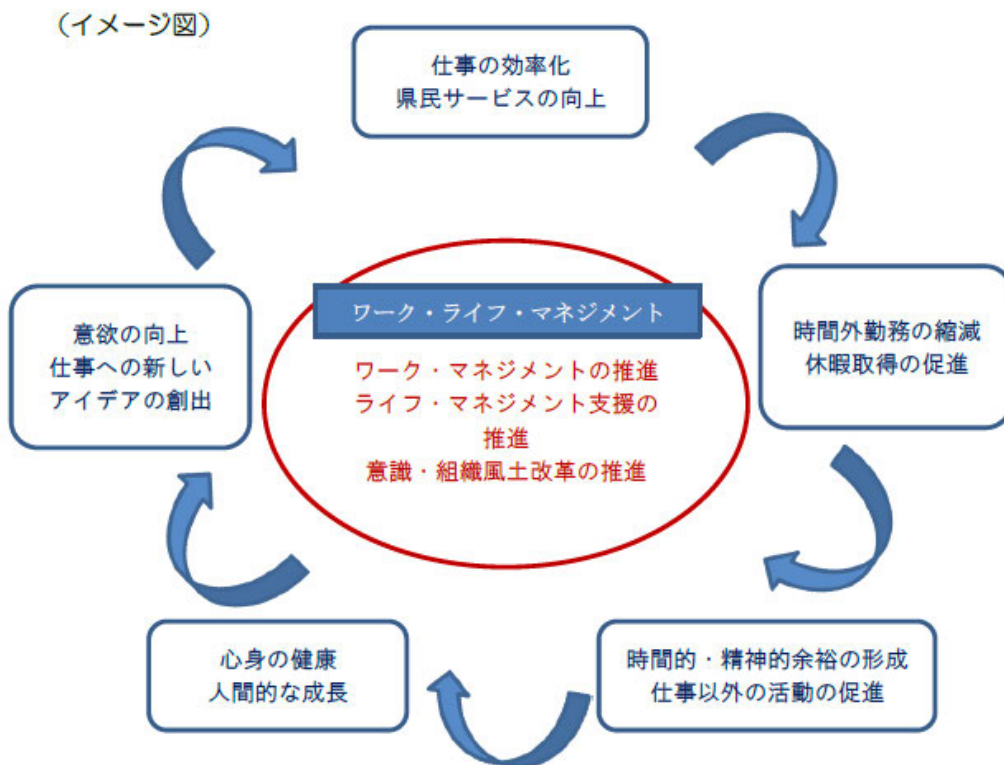 （イメージ図）
仕事の効率化
県民サービスの向上
時間外勤務の縮減
休暇取得の促進
時間的・精神的余裕の形成
仕事以外の活動の促進
心身の健康
人間的な成長
意欲の向上
仕事への新しい
アイデアの創出
ワーク・ライフ・マネジメント
ワーク・マネジメントの推進
ライフ・マネジメント支援の
推進
意識・組織風土改革の推進